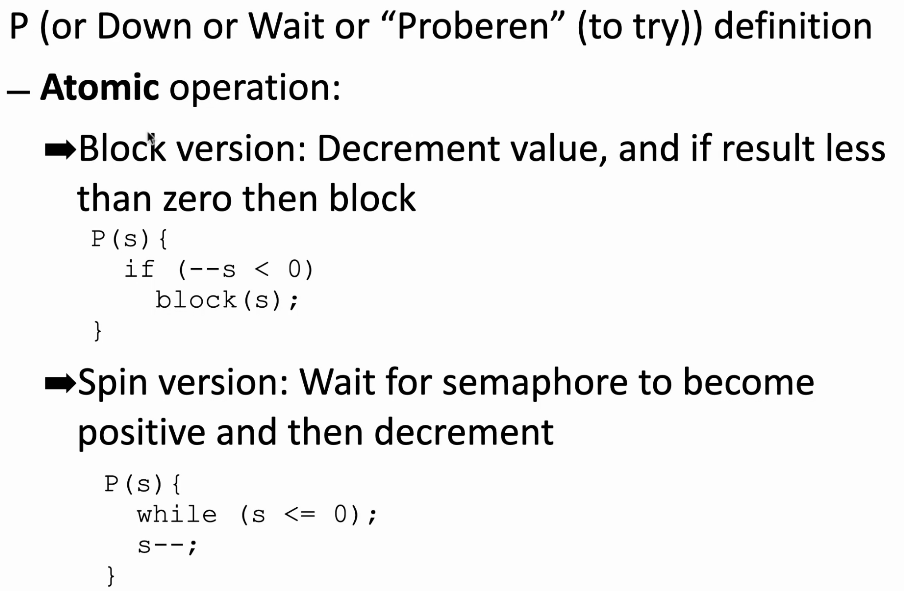 P (or Down or Wait or “Proberen” (to try)) definition
– Atomic operation:
➡Block version: Decrement value, and if result less
than zero then block
P(s){
  if (--s < 0)
    block(s);
}
➡Spin version: Wait for semaphore to become
positive and then decrement
P(s){
  while (s <= 0);
  s--;
}